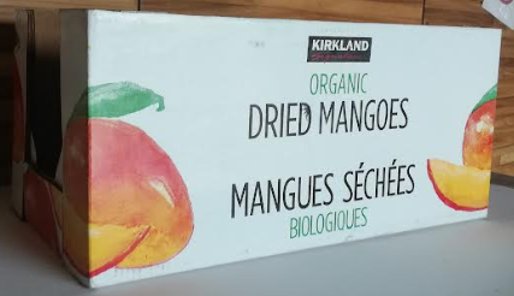 KIRKLAND
ORGANIC
DRIED MANGOES
MANGUES SÉCHÉES
BIOLOGIQUES